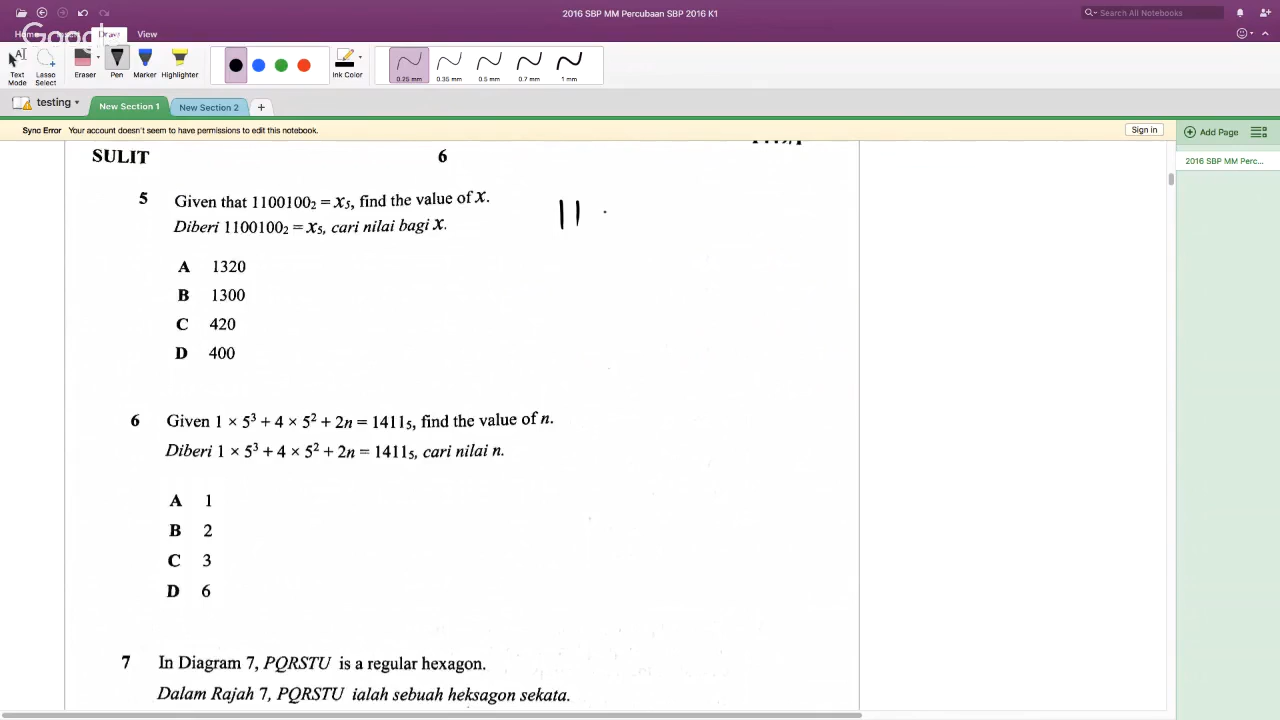 2016 SBP MM Percubaan SBP 2016 K1
Search All Notebooks
Google
Home Insert Draw View
Text Mode
Lasso Select
Eraser
Pen
Marker
Highlighter
Ink Color
0.25 mm
0.35 mm
0.5 mm
0.7 mm
1 mm
testing
New Section 1
New Section 2
+
Sync Error Your account doesn't seem to have permissions to edit this notebook.
Sign in
Add Page
2016 SBP MM Perc...
SULIT 6
5 Given that 1100100₂ = x₅, find the value of x.
Diberi 1100100₂ = x₅, cari nilai bagi x.
11
A 1320
B 1300
C 420
D 400
6 Given 1 × 5³ + 4 × 5² + 2n = 1411₅, find the value of n.
Diberi 1 × 5³ + 4 × 5² + 2n = 1411₅, cari nilai n.
A 1
B 2
C 3
D 6
7 In Diagram 7, PQRSTU is a regular hexagon.
Dalam Rajah 7, PQRSTU ialah sebuah heksagon sekata.